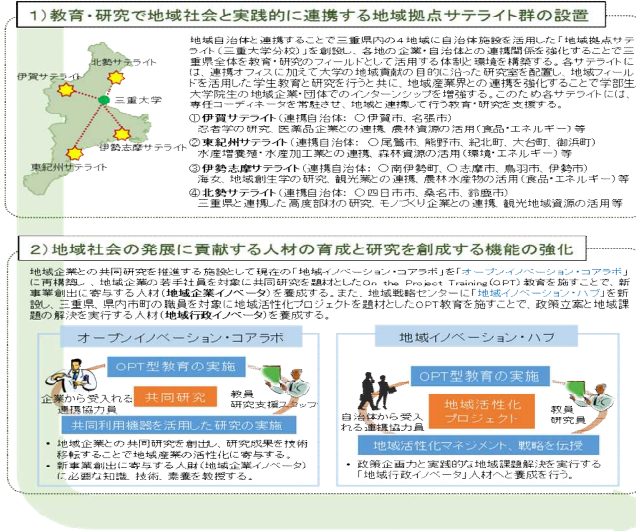 1）教育・研究で地域社会と実践的に連携する地域拠点サテライト群の設置
地域自治体と連携することで三重県内の4地域に自治体施設を活用した「地域拠点サテ
ライト（三重大学分校）」を創設し、各地の企業・自治体との連携関係を強化することで三
重県全体を教育・研究のフィールドとして活用する体制と環境を構築する。各サテライトに
は、連携オフィスに加えて大学の地域貢献の目的に沿った研究室を配置し、地域フィール
ドを活用した学生教育と研究を行うと共に、地域産業界との連携を強化することで学部生
・大学院生の地域企業・団体でのインターンシップを増強する。このため各サテライトには、
専任コーディネータを常駐させ、地域と連携して行う教育・研究を支援する。
北勢サテライト
伊賀サテライト
三重大学
伊勢志摩サテライト
東紀州サテライト
①伊賀サテライト（連携自治体： ○伊賀市、名張市）
忍者学の研究、医薬品企業との連携、農林資源の活用（食品・エネルギー）等
②東紀州サテライト（連携自治体： ○尾鷲市、熊野市、紀北町、大台町、御浜町）
水産増養殖・水産加工業との連携、森林資源の活用（環境・エネルギー）等
③伊勢志摩サテライト（連携自治体： ○南伊勢町、○志摩市、鳥羽市、伊勢市）
海女、地域創生学の研究、観光業との連携、農林水産物の活用（食品・エネルギー）等
④北勢サテライト（連携自治体： ○四日市市、桑名市、鈴鹿市）
三重県と連携した高度部材の研究、モノづくり企業との連携、観光地域資源の活用等
2）地域社会の発展に貢献する人材の育成と研究を創成する機能の強化
地域企業との共同研究を推進する施設として現在の「地域イノベーション・コアラボ」を「オープンイノベーション・コアラボ」
に再構築し、地域企業の若手社員を対象に共同研究を題材としたOn the Project Training(OPT)教育を施すことで、新
事業創出に寄与する人材（地域企業イノベータ）を養成する。また、地域戦略センターに「地域イノベーション・ハブ」を新
設し、三重県、県内市町の職員を対象に地域活性化プロジェクトを題材としたOPT教育を施すことで、政策立案と地域課
題の解決を実行する人材（地域行政イノベータ）を養成する。
オープンイノベーション・コアラボ
OPT型教育の実施
企業から受入れる
連携協力員
共同研究
教員
研究支援スタッフ
共同利用機器を活用した研究の実施
・ 地域企業との共同研究を創出し、研究成果を技術
移転することで地域産業の活性化に寄与する。
・ 新事業創出に寄与する人財（地域企業イノベータ）
に必要な知識、技術、素養を教授する。
地域イノベーション・ハブ
OPT型教育の実施
自治体から受入
れる連携協力員
地域活性化
プロジェクト
教員
研究員
地域活性化マネジメント、戦略を伝授
・ 政策企画力と実践的な地域課題解決を実行する
「地域行政イノベータ」人材へと養成を行う。